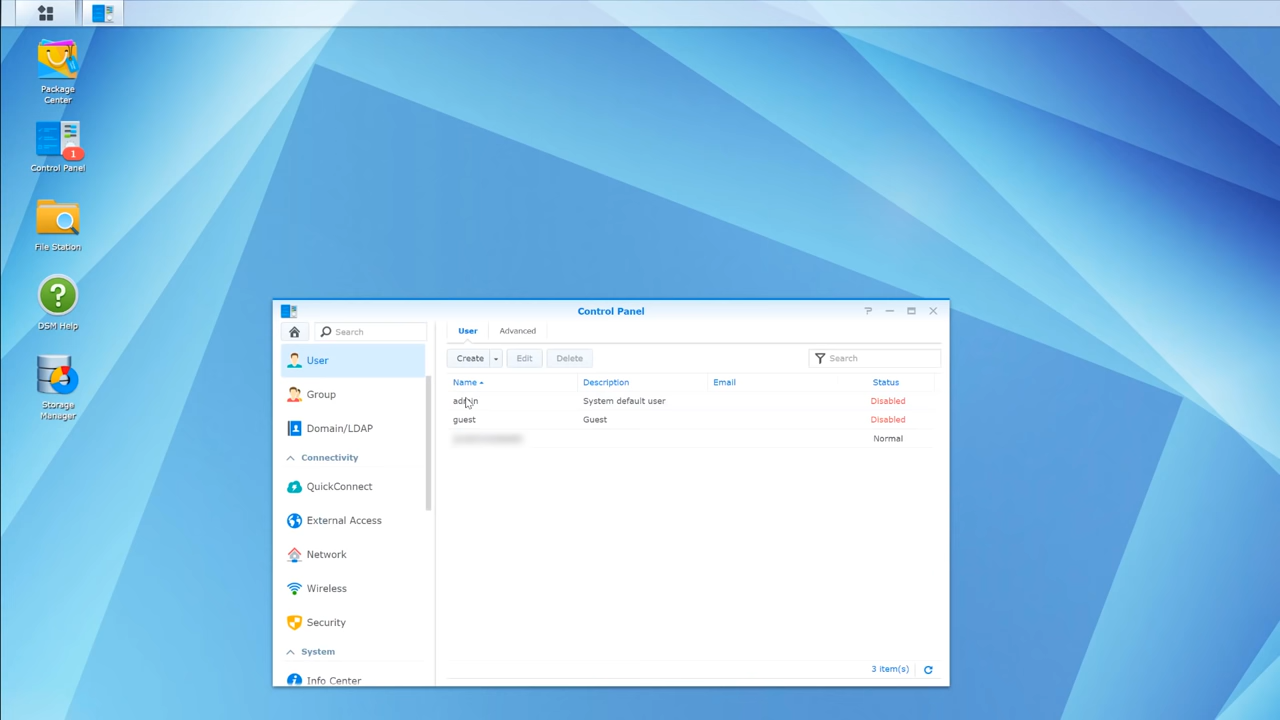 Package
Center
1
Control Panel
File Station
DSM Help
Storage
Manager
Control Panel
Search
User
Group
Domain/LDAP
Connectivity
QuickConnect
External Access
Network
Wireless
Security
System
Info Center
User Advanced
Create Edit Delete Search
Name Description Email Status
admin System default user Disabled
guest Guest Disabled
Normal
3 item(s)